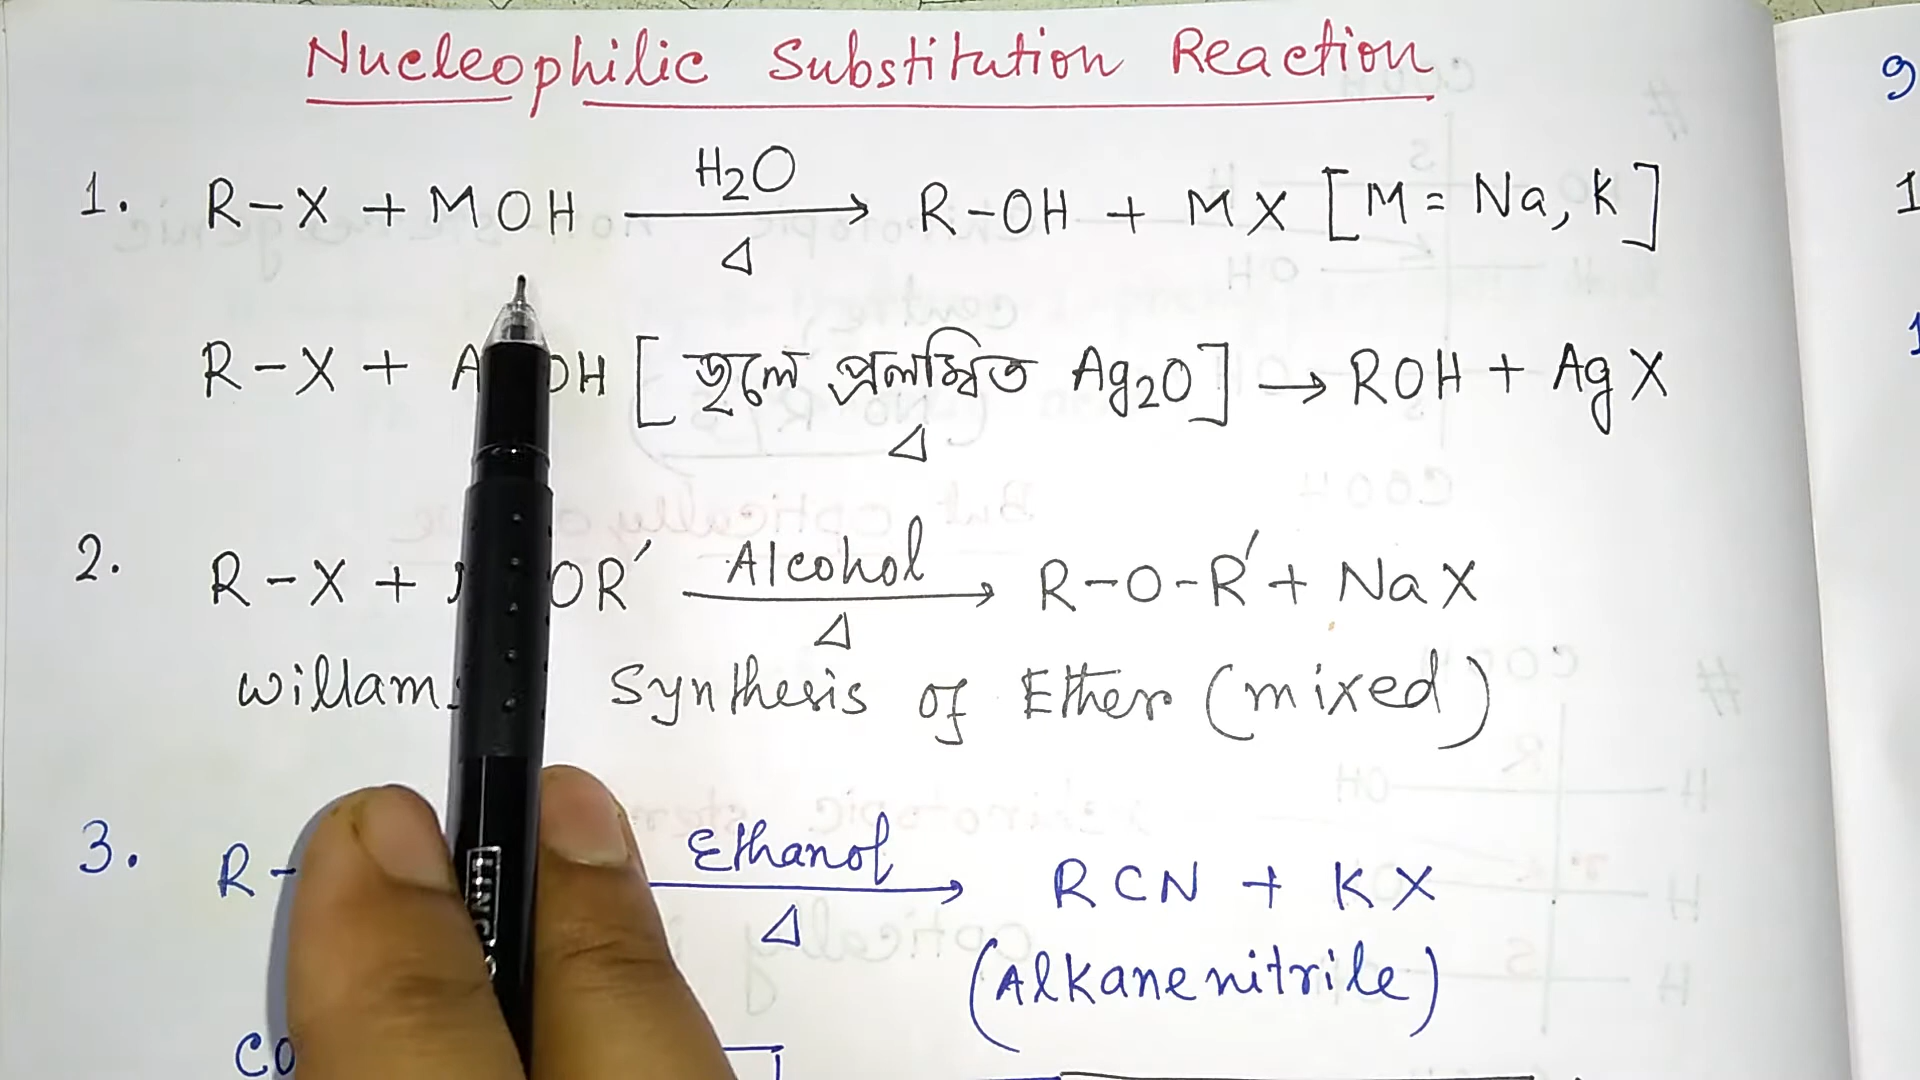 Nucleophilic Substitution Reaction
1. R-X + MOH H2O Δ → R-OH + MX [M = Na, K]
R-X + A OH [জলে প্রলম্বিত Ag2O] Δ → ROH + AgX
2. R-X + OR′ Alcohol Δ → R-O-R′ + NaX
Synthesis of Ether (mixed)
3. R- Ethanol Δ → RCN + KX
(Alkanenitrile)